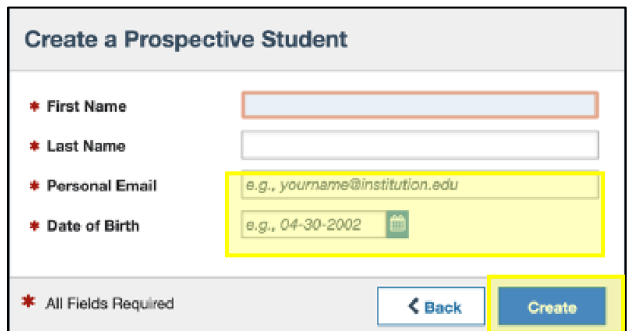 Create a Prospective Student
* First Name
* Last Name
* Personal Email e.g., yourname@institution.edu
* Date of Birth e.g., 04-30-2002
* All Fields Required Back Create